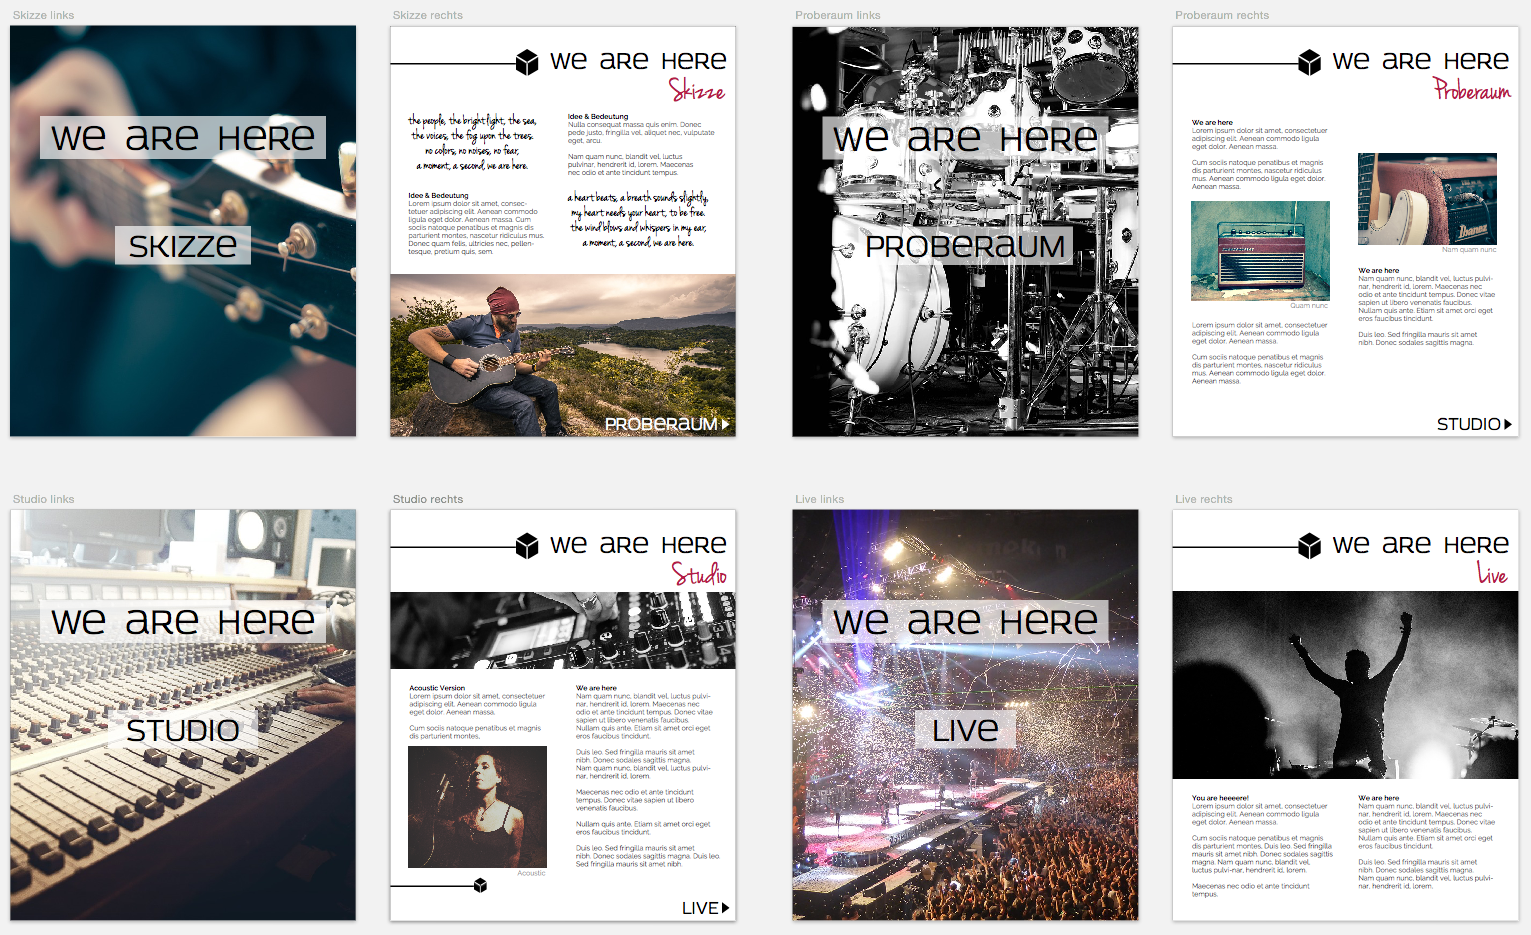 Skizze links
we are here
skizze
Skizze rechts
we are here
Skizze
the people, the bright light, the sea,
the voices, the fog upon the trees.
no colors, no noises, no fear,
a moment, a second, we are here.
Idee & Bedeutung
Lorem ipsum dolor sit amet, consec-
tetuer adipiscing elit. Aenean commodo
ligula eget dolor. Aenean massa. Cum
sociis natoque penatibus et magnis dis
parturient montes, nascetur ridiculus mus.
Donec quam felis, ultricies nec, pellen-
tesque, pretium quis, sem.
Idee & Bedeutung
Nulla consequat massa quis enim. Donec
pede justo, fringilla vel, aliquet nec, vulputate
eget, arcu.
Nam quam nunc, blandit vel, luctus
pulvinar, hendrerit id, lorem. Maecenas
nec odio et ante tincidunt tempus.
a heart beats, a breath sounds slightly,
my heart needs your heart, to be free.
the wind blows and whispers in my ear,
a moment, a second, we are here.
PROBERAUM
Proberaum links
we are here
PROBERAUM
Proberaum rechts
we are here
Proberaum
We are here
Lorem ipsum dolor sit amet, consectetuer
adipiscing elit. Aenean commodo ligula
eget dolor. Aenean massa.
Cum sociis natoque penatibus et magnis
dis parturient montes, nascetur ridiculus
mus. Aenean commodo ligula eget dolor.
Aenean massa.
Quam nunc
Lorem ipsum dolor sit amet, consectetuer
adipiscing elit. Aenean commodo ligula
eget dolor. Aenean massa.
Cum sociis natoque penatibus et magnis
dis parturient montes, nascetur ridiculus
mus. Aenean commodo ligula eget dolor.
Aenean massa.
Ibanez
Nam quam nunc
We are here
Nam quam nunc, blandit vel, luctus pulvi-
nar, hendrerit id, lorem. Maecenas nec
odio et ante tincidunt tempus. Donec vitae
sapien ut libero venenatis faucibus.
Nullam quis ante. Etiam sit amet orci eget
eros faucibus tincidunt.
Duis leo. Sed fringilla mauris sit amet
nibh. Donec sodales sagittis magna.
STUDIO
Studio links
we are here
STUDIO
Studio rechts
we are here
Studio
Acoustic Version
Lorem ipsum dolor sit amet, consectetuer
adipiscing elit. Aenean commodo ligula
eget dolor. Aenean massa.
Cum sociis natoque penatibus et magnis
dis parturient montes.
Acoustic
We are here
Nam quam nunc, blandit vel, luctus pulvi-
nar, hendrerit id, lorem. Maecenas nec
odio et ante tincidunt tempus. Donec vitae
sapien ut libero venenatis faucibus.
Nullam quis ante. Etiam sit amet orci eget
eros faucibus tincidunt.
Duis leo. Sed fringilla mauris sit amet
nibh. Donec sodales sagittis magna.
Nam quam nunc, blandit vel, luctus pulvi-
nar, hendrerit id, lorem.
Maecenas nec odio et ante tincidunt
tempus. Donec vitae sapien ut libero
venenatis faucibus.
Nullam quis ante. Etiam sit amet orci eget
eros faucibus tincidunt.
Duis leo. Sed fringilla mauris sit amet
nibh. Donec sodales sagittis magna. Duis leo.
Sed fringilla mauris sit amet nibh.
LIVE
Live links
we are here
Live
Live rechts
we are here
Live
You are heeeere!
Lorem ipsum dolor sit amet, consectetuer
adipiscing elit. Aenean commodo ligula
eget dolor. Aenean massa.
Cum sociis natoque penatibus et magnis
dis parturient montes. Sed fringilla
mauris sit amet nibh. Donec sodales sagittis
magna. Nam quam nunc, blandit vel,
luctus pulvi-nar, hendrerit id, lorem.
Maecenas nec odio et ante tincidunt
tempus.
We are here
Nam quam nunc, blandit vel, luctus pulvi-
nar, hendrerit id, lorem. Maecenas nec
odio et ante tincidunt tempus. Donec vitae
sapien ut libero venenatis faucibus.
Nullam quis ante. Etiam sit amet orci eget
eros faucibus tincidunt.
Duis leo. Sed fringilla mauris sit amet
nibh. Donec sodales sagittis magna.
Nam quam nunc, blandit vel, luctus pulvi-
nar, hendrerit id, lorem.